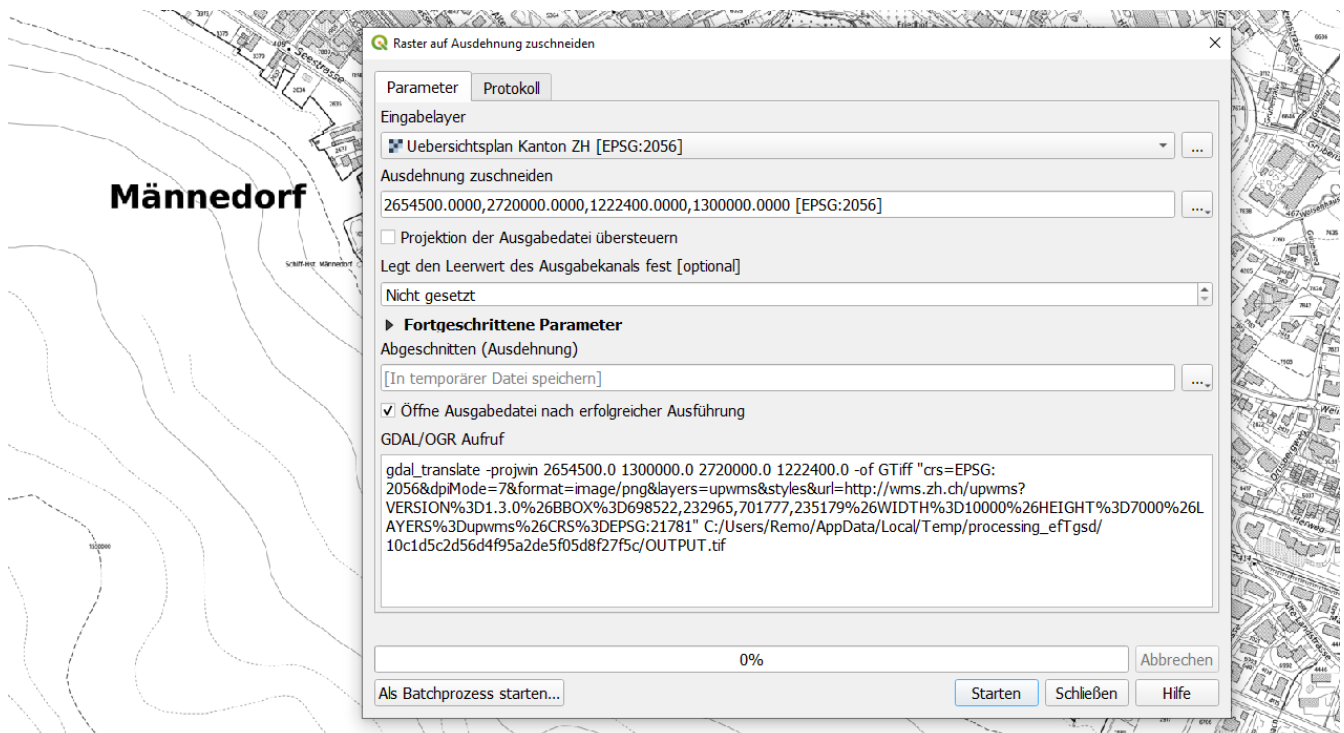 Seestrasse
Männedorf
Schiff-Hst. Männedorf
Raster auf Ausdehnung zuschneiden
Parameter
Protokoll
Eingabelayer
Uebersichtsplan Kanton ZH [EPSG:2056]
...
Ausdehnung zuschneiden
2654500.0000,2720000.0000,1222400.0000,1300000.0000 [EPSG:2056]
...
Projektion der Ausgabedatei übersteuern
Legt den Leerwert des Ausgabekanals fest [optional]
Nicht gesetzt
Fortgeschrittene Parameter
Abgeschnitten (Ausdehnung)
[In temporärer Datei speichern]
...
Öffne Ausgabedatei nach erfolgreicher Ausführung
GDAL/OGR Aufruf
gdal_translate -projwin 2654500.0 1300000.0 2720000.0 1222400.0 -of GTiff "crs=EPSG:
2056&dpiMode=7&format=image/png&layers=upwms&styles&url=http://wms.zh.ch/upwms?
VERSION%3D1.3.0%26BBOX%3D698522,232965,701777,235179%26WIDTH%3D10000%26HEIGHT%3D7000%26L
AYERS%3Dupwms%26CRS%3DEPSG:21781" C:/Users/Remo/AppData/Local/Temp/processing_efTgsd/
10c1d5c2d56d4f95a2de5f05d8f27f5c/OUTPUT.tif
0%
Abbrechen
Als Batchprozess starten...
Starten
Schließen
Hilfe